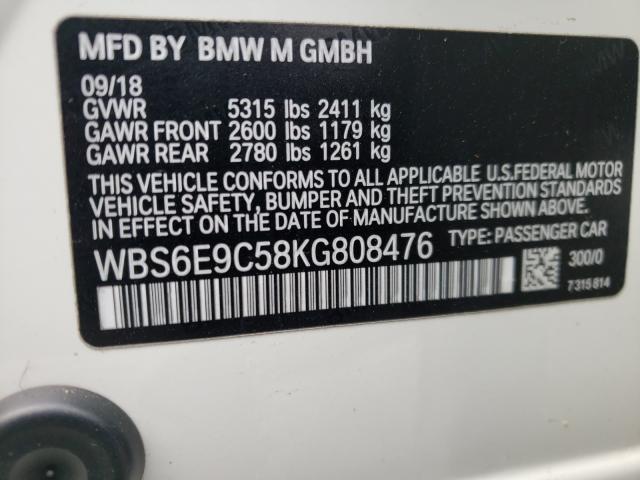 MFD BY BMW M GMBH
09/18
GVWR 5315 lbs 2411 kg
GAWR FRONT 2600 lbs 1179 kg
GAWR REAR 2780 lbs 1261 kg
THIS VEHICLE CONFORMS TO ALL APPLICABLE U.S.FEDERAL MOTOR
VEHICLE SAFETY, BUMPER AND THEFT PREVENTION STANDARDS
IN EFFECT ON THE DATE OF MANUFACTURE SHOWN ABOVE.
WBS6E9C58KG808476 TYPE: PASSENGER CAR
300/0
7315814